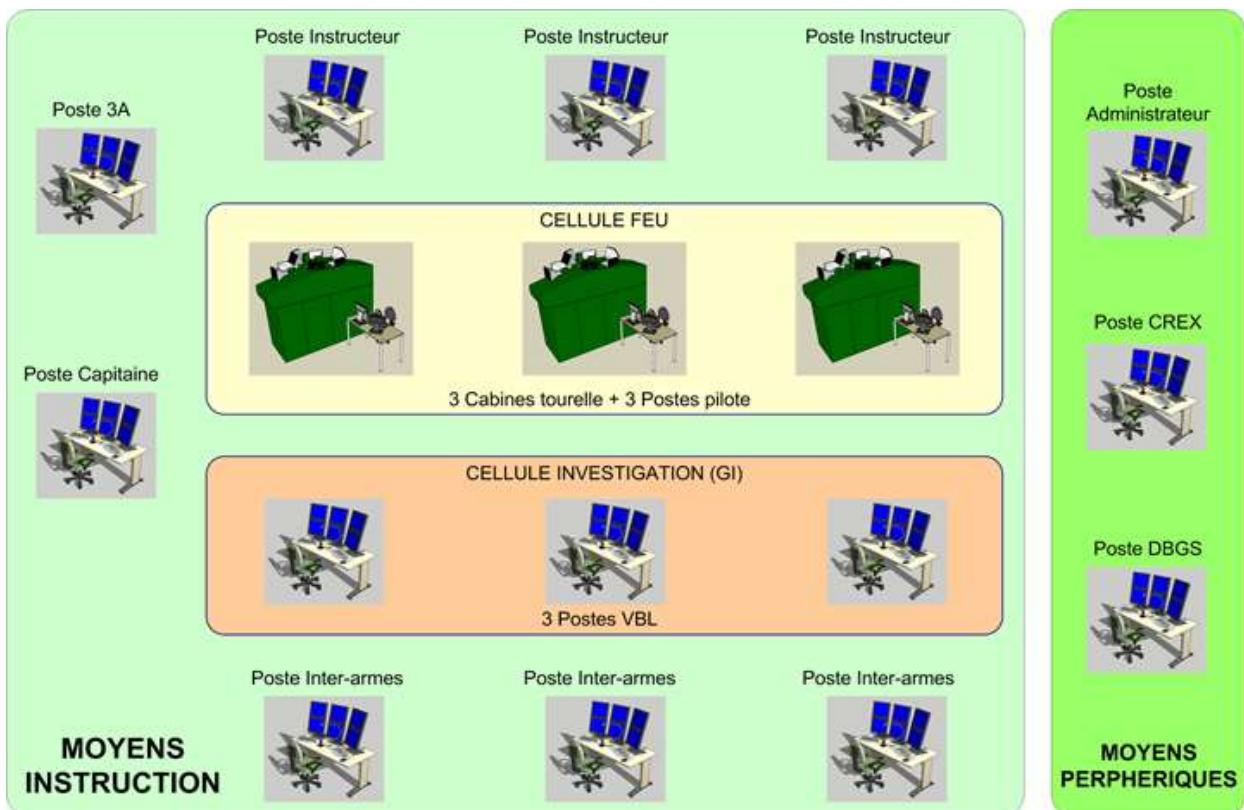 Poste Instructeur
Poste Instructeur
Poste Instructeur
Poste 3A
CELLULE FEU
3 Cabines tourelle + 3 Postes pilote
Poste Capitaine
CELLULE INVESTIGATION (GI)
3 Postes VBL
Poste Inter-armes
Poste Inter-armes
Poste Inter-armes
MOYENS
INSTRUCTION
Poste
Administrateur
Poste CREX
Poste DBGS
MOYENS
PERPHERIQUES